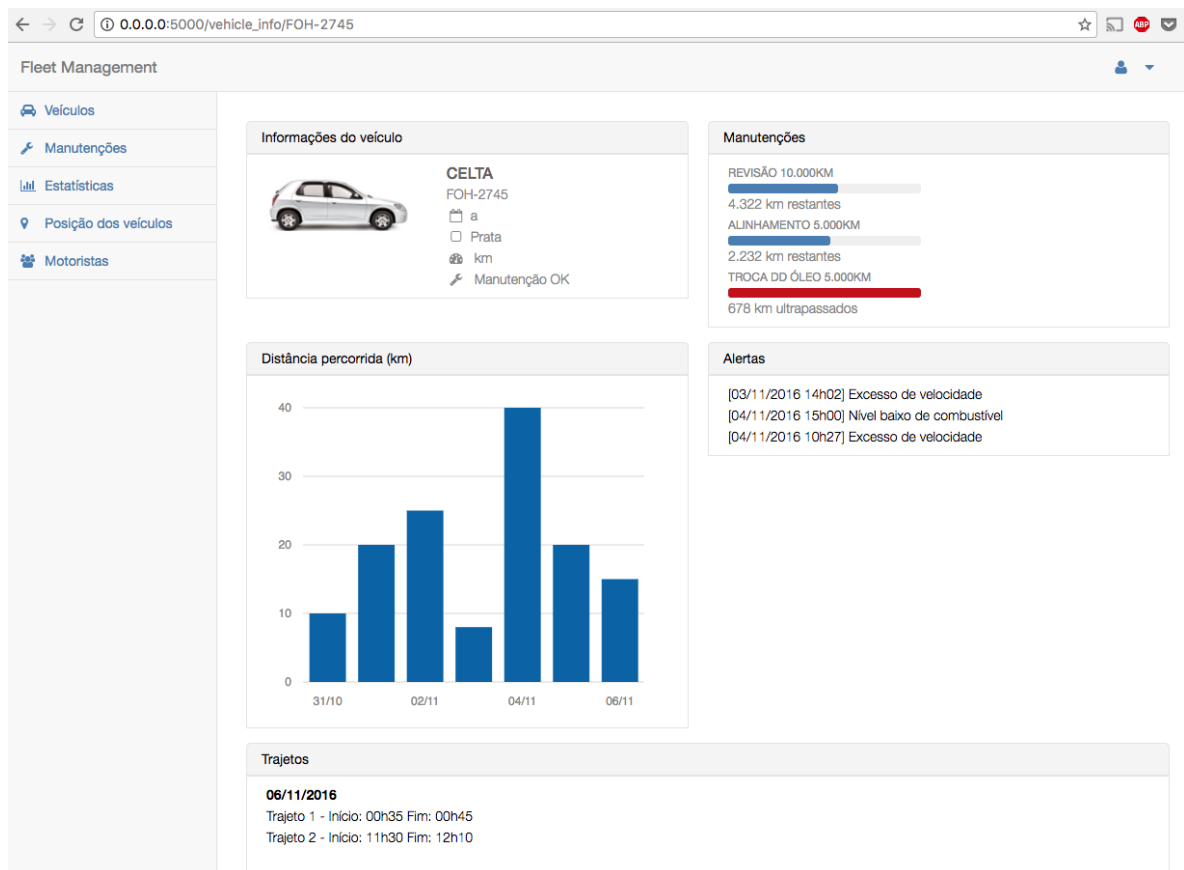 0.0.0.0:5000/vehicle_info/FOH-2745
ABP
Fleet Management
Veículos
Manutenções
Estatísticas
Posição dos veículos
Motoristas
Informações do veículo
CELTA
FOH-2745
a
Prata
km
Manutenção OK
Manutenções
REVISÃO 10.000KM
4.322 km restantes
ALINHAMENTO 5.000KM
2.232 km restantes
TROCA DD ÓLEO 5.000KM
678 km ultrapassados
Distância percorrida (km)
40
30
20
10
0
31/10 02/11 04/11 06/11
Alertas
[03/11/2016 14h02] Excesso de velocidade
[04/11/2016 15h00] Nível baixo de combustível
[04/11/2016 10h27] Excesso de velocidade
Trajetos
06/11/2016
Trajeto 1 - Início: 00h35 Fim: 00h45
Trajeto 2 - Início: 11h30 Fim: 12h10